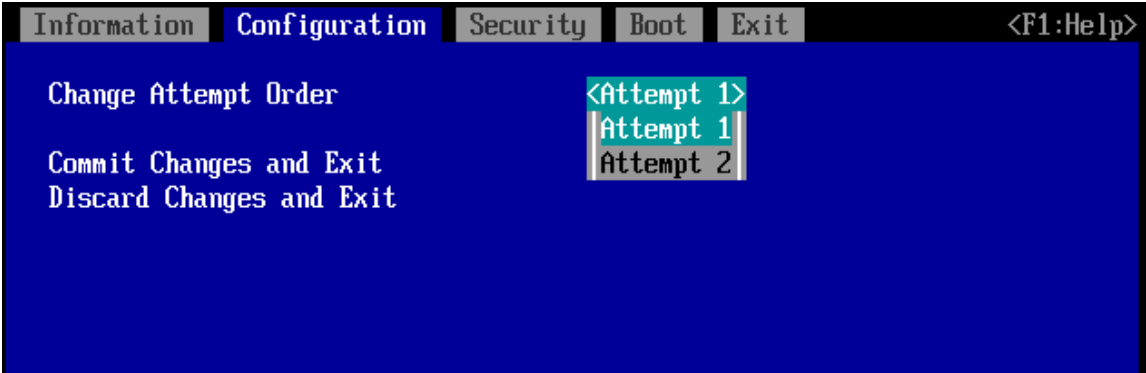 Information Configuration Security Boot Exit <F1:Help>
Change Attempt Order <Attempt 1>
Attempt 1
Commit Changes and Exit Attempt 2
Discard Changes and Exit